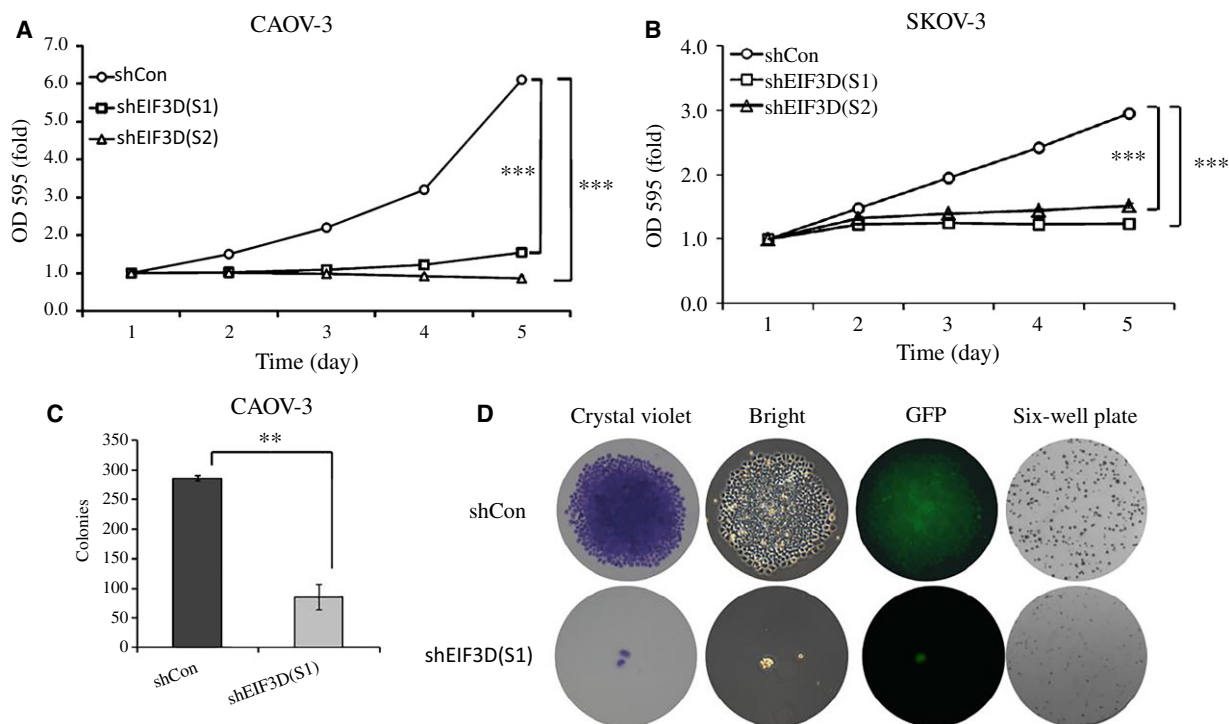 A
CAOV-3
OD 595 (fold)
7.0
6.0
5.0
4.0
3.0
2.0
1.0
0.0
shCon
shEIF3D(S1)
shEIF3D(S2)
***
***
1 2 3 4 5
Time (day)
B
SKOV-3
OD 595 (fold)
4.0
3.0
2.0
1.0
0.0
shCon
shEIF3D(S1)
shEIF3D(S2)
***
***
1 2 3 4 5
Time (day)
C
CAOV-3
Colonies
350
300
250
200
150
100
50
0
**
shCon
shEIF3D(S1)
D
Crystal violet Bright GFP Six-well plate
shCon
shEIF3D(S1)